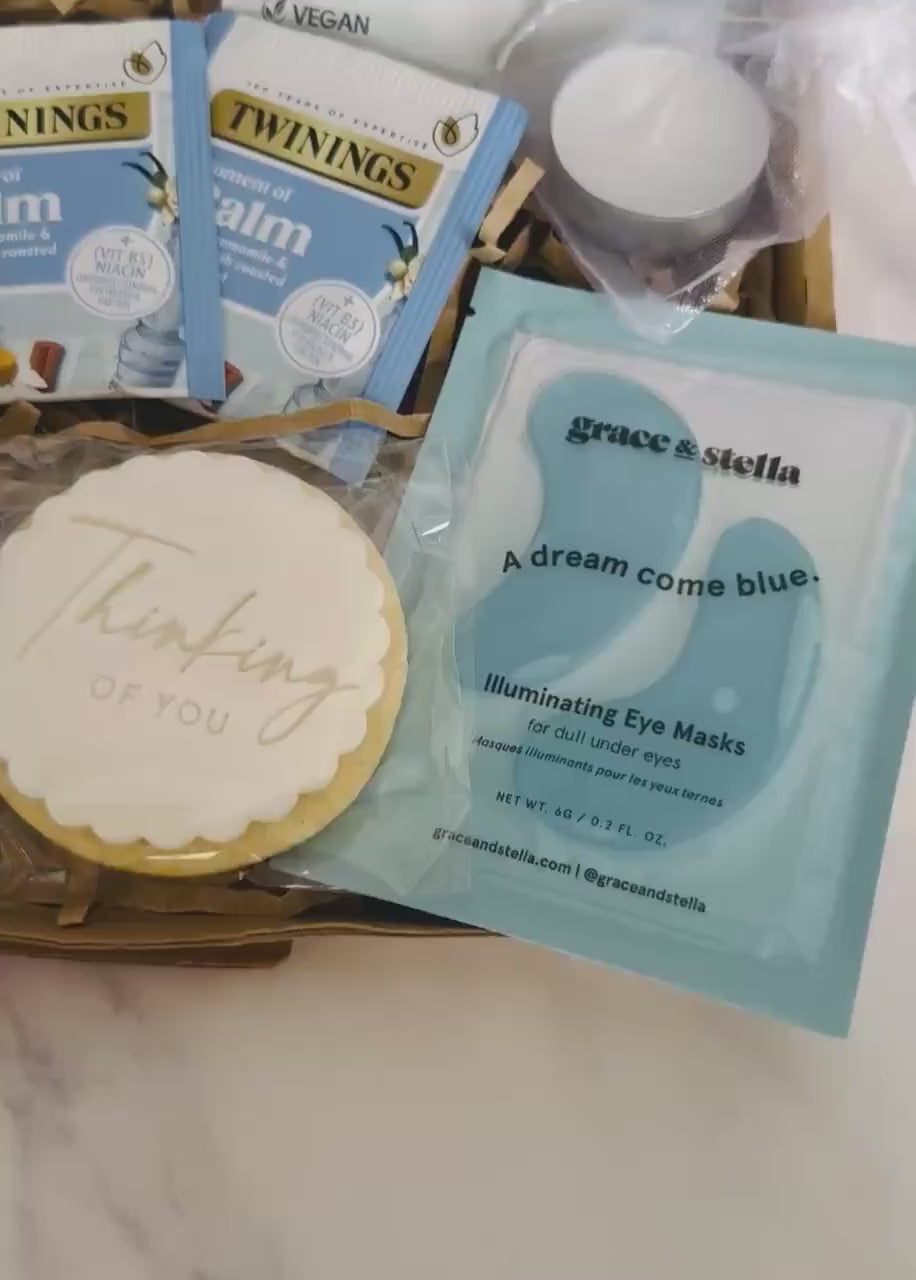 VEGAN
NINGS
lm
TWININGS
Calm
+
(VIT B3)
NIACIN
+
(VIT B3)
NIACIN
Thinking
OF YOU
grace & stella
A dream come blue.
Illuminating Eye Masks
for dull under eyes
Masques illuminants pour les yeux ternes
NET WT. 6G / 0.2 FL. OZ.
graceandstella.com | @graceandstella